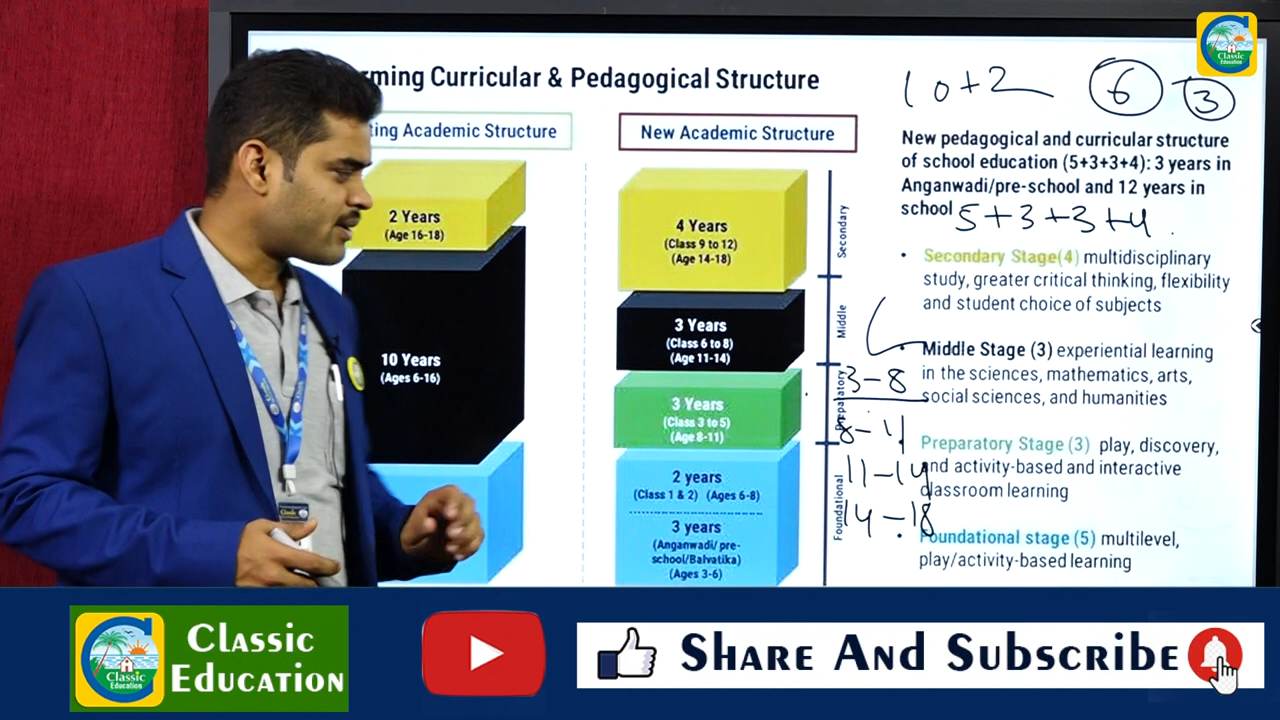 rming Curricular & Pedagogical Structure
ting Academic Structure
2 Years
(Age 16-18)
10 Years
(Ages 6-16)
New Academic Structure
4 Years
(Class 9 to 12)
(Age 14-18)
3 Years
(Class 6 to 8)
(Age 11-14)
3 Years
(Class 3 to 5)
(Age 8-11)
2 years
(Class 1 & 2) (Ages 6-8)
3 years
(Anganwadi/ pre-
school/Balvatika)
(Ages 3-6)
Secondary
Middle
Preparatory
Foundational
10+2 6 3
New pedagogical and curricular structure
of school education (5+3+3+4): 3 years in
Anganwadi/pre-school and 12 years in
school
5+3+3+4
• Secondary Stage(4) multidisciplinary
study, greater critical thinking, flexibility
and student choice of subjects
• Middle Stage (3) experiential learning
in the sciences, mathematics, arts,
social sciences, and humanities
Preparatory Stage (3) play, discovery,
and activity-based and interactive
classroom learning
• Foundational stage (5) multilevel,
play/activity-based learning
3-8
8-11
11-14
14-18
Classic
Education
Classic
Education
Classic
Education
Share And Subscribe